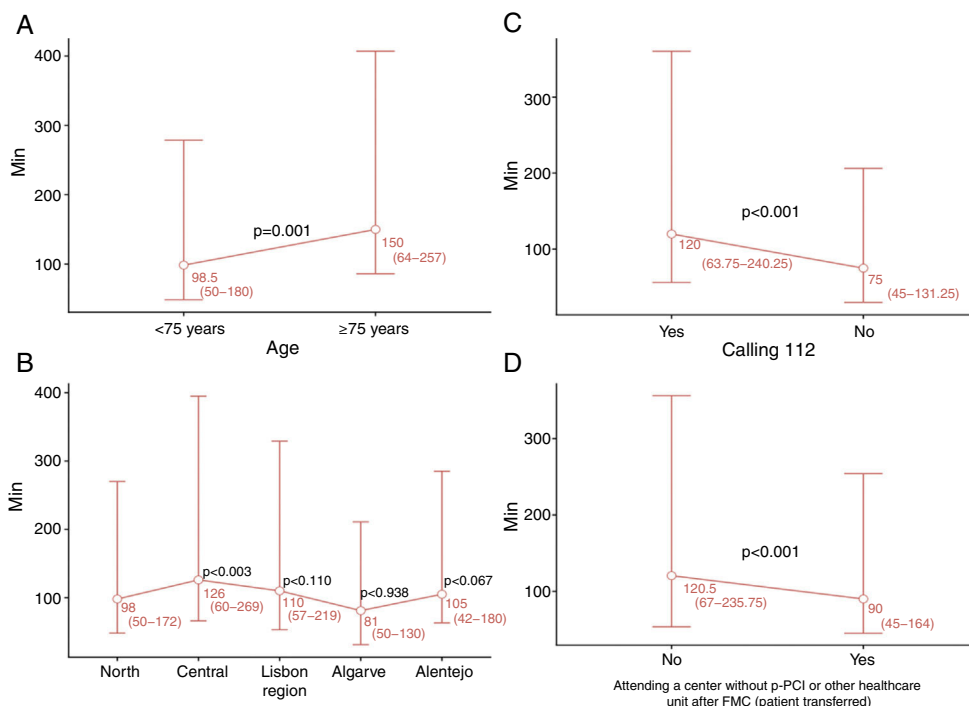 A
400
300
200
100
Min
p=0.001
98.5
(50–180)
150
(64–257)
<75 years
≥75 years
Age
B
400
300
200
100
Min
p<0.003
p<0.110
p<0.938
p<0.067
98
(50–172)
126
(60–269)
110
(57–219)
81
(50–130)
105
(42–180)
North
Central
Lisbon
region
Algarve
Alentejo
C
300
200
100
Min
p<0.001
120
(63.75–240.25)
75
(45–131.25)
Yes
No
Calling 112
D
300
200
100
Min
p<0.001
120.5
(67–235.75)
90
(45–164)
No
Yes
Attending a center without p-PCI or other healthcare
unit after FMC (patient transferred)